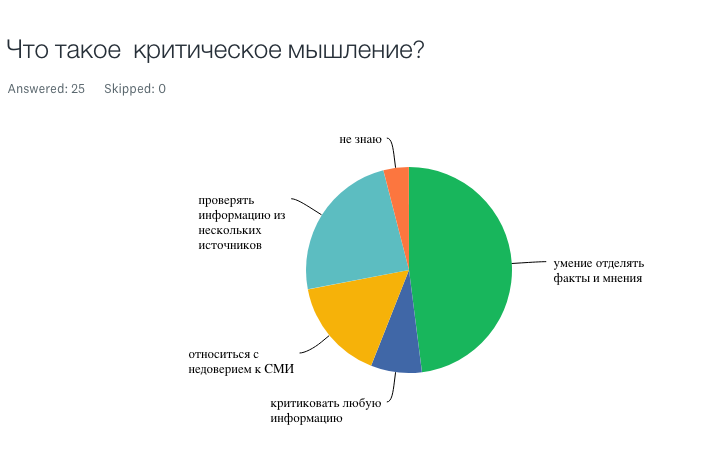 Что такое  критическое мышление?
Answered: 25    Skipped: 0
не знаю
проверять
информацию из
нескольких
источников
умение отделять
факты и мнения
относиться с
недоверием к СМИ
критиковать любую
информацию